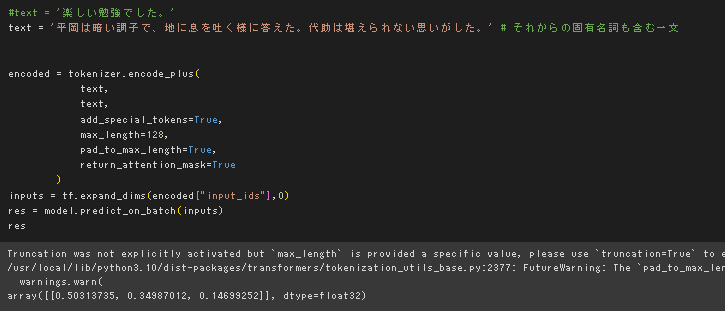 #text = '楽しい勉強でした。'
text = '平岡は暗い調子で、地に息を吐く様に答えた。代助は堪えられない思いがした。' # それからの固有名詞も含む一文
encoded = tokenizer.encode_plus(
text,
text,
add_special_tokens=True,
max_length=128,
pad_to_max_length=True,
return_attention_mask=True
)
inputs = tf.expand_dims(encoded["input_ids"],0)
res = model.predict_on_batch(inputs)
res
Truncation was not explicitly activated but `max_length` is provided a specific value, please use `truncation=True` to e
/usr/local/lib/python3.10/dist-packages/transformers/tokenization_utils_base.py:2377: FutureWarning: The `pad_to_max_len
warnings.warn(
array([[0.50313735, 0.34987012, 0.14699252]], dtype=float32)